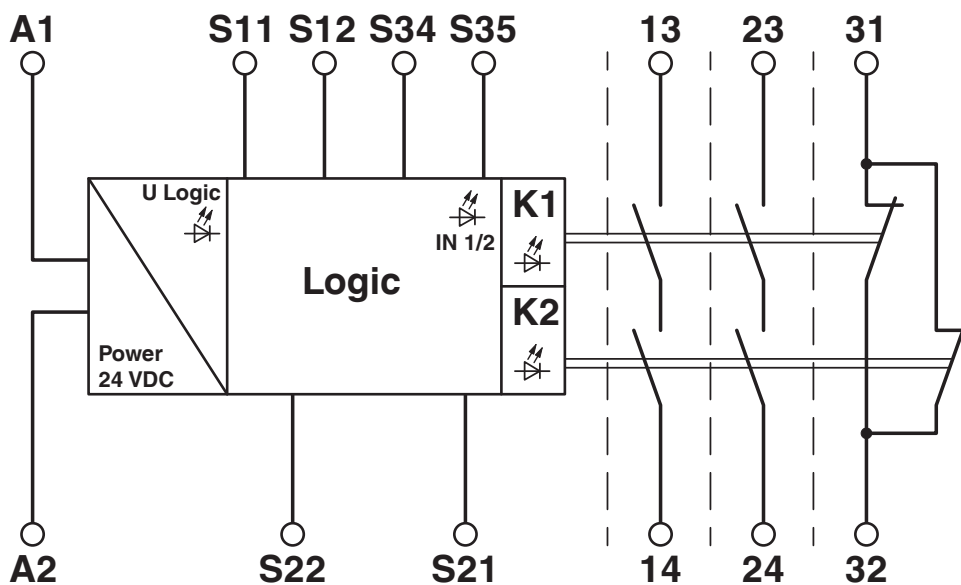 A1 S11 S12 S34 S35 13 23 31
U Logic
K1
IN 1/2
Logic
K2
Power
24 VDC
A2 S22 S21 14 24 32